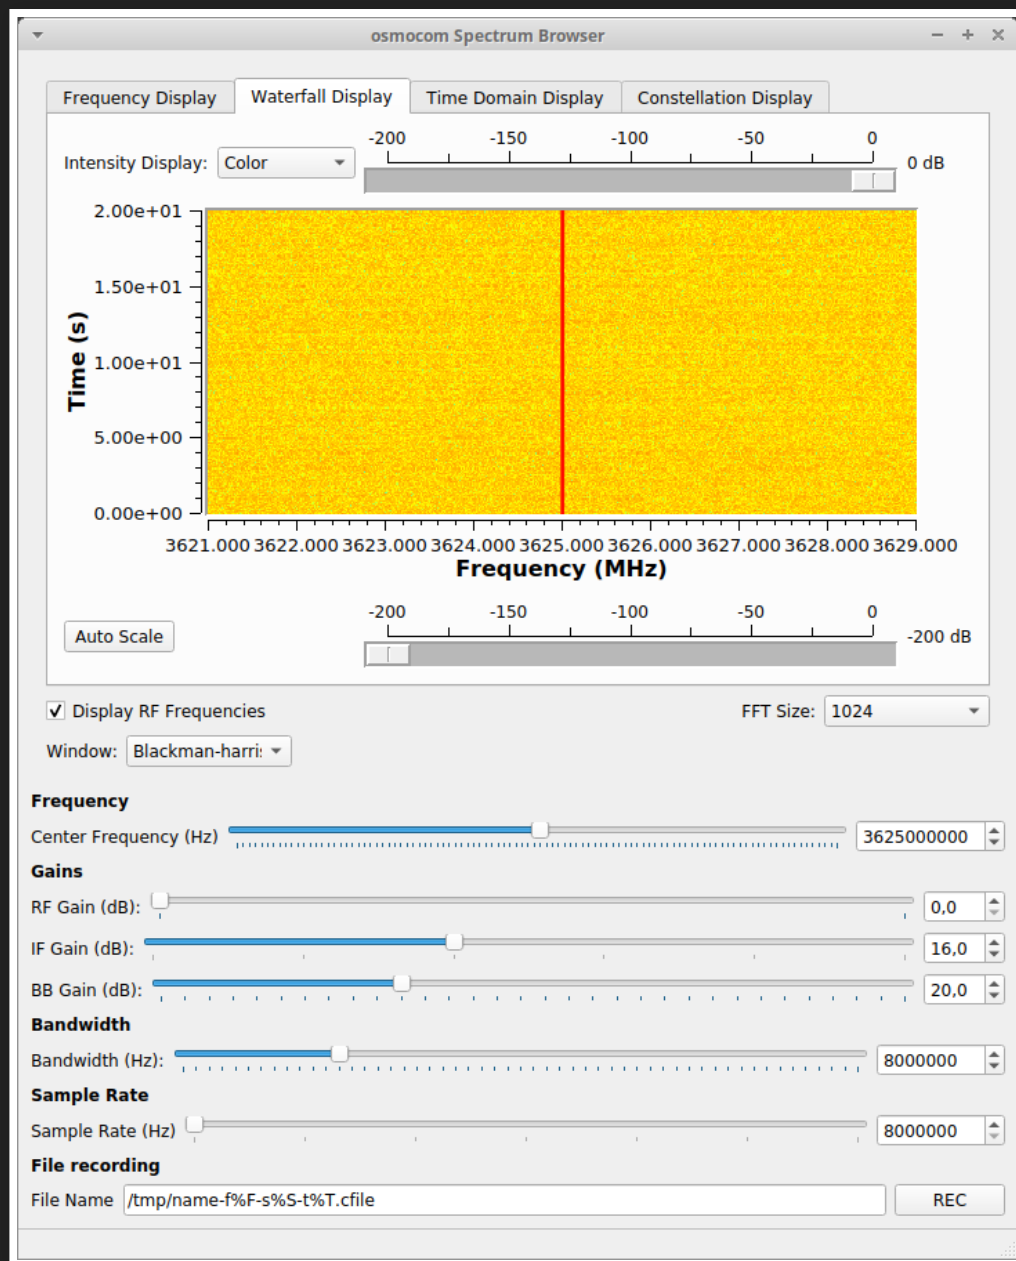 osmocom Spectrum Browser
Frequency Display Waterfall Display Time Domain Display Constellation Display
-200 -150 -100 -50 0
Intensity Display: Color 0 dB
2.00e+01
1.50e+01
1.00e+01
5.00e+00
0.00e+00
Time (s)
3621.000 3622.000 3623.000 3624.000 3625.000 3626.000 3627.000 3628.000 3629.000
Frequency (MHz)
-200 -150 -100 -50 0
Auto Scale -200 dB
Display RF Frequencies FFT Size: 1024
Window: Blackman-harri
Frequency
Center Frequency (Hz) 3625000000
Gains
RF Gain (dB): 0,0
IF Gain (dB): 16,0
BB Gain (dB): 20,0
Bandwidth
Bandwidth (Hz): 8000000
Sample Rate
Sample Rate (Hz) 8000000
File recording
File Name /tmp/name-f%F-s%S-t%T.cfile REC